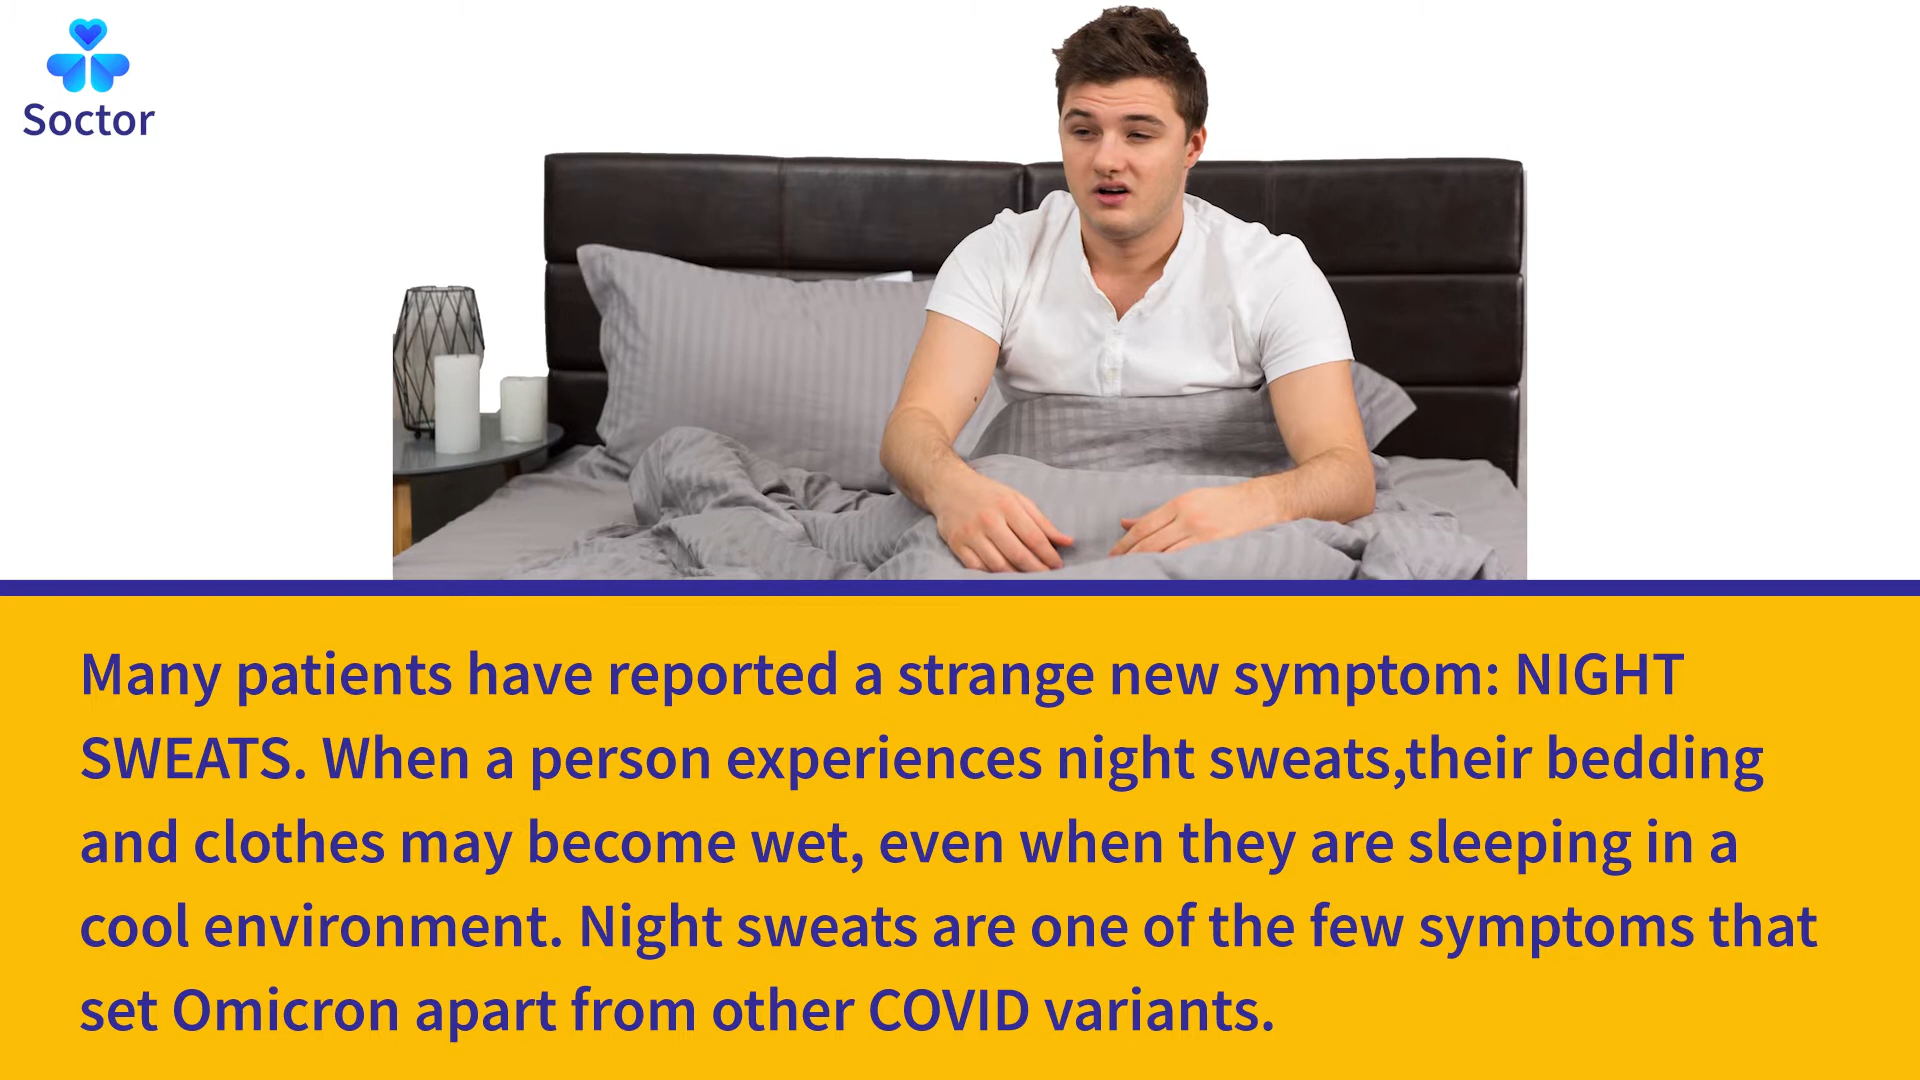 Soctor
Many patients have reported a strange new symptom: NIGHT
SWEATS. When a person experiences night sweats,their bedding
and clothes may become wet, even when they are sleeping in a
cool environment. Night sweats are one of the few symptoms that
set Omicron apart from other COVID variants.